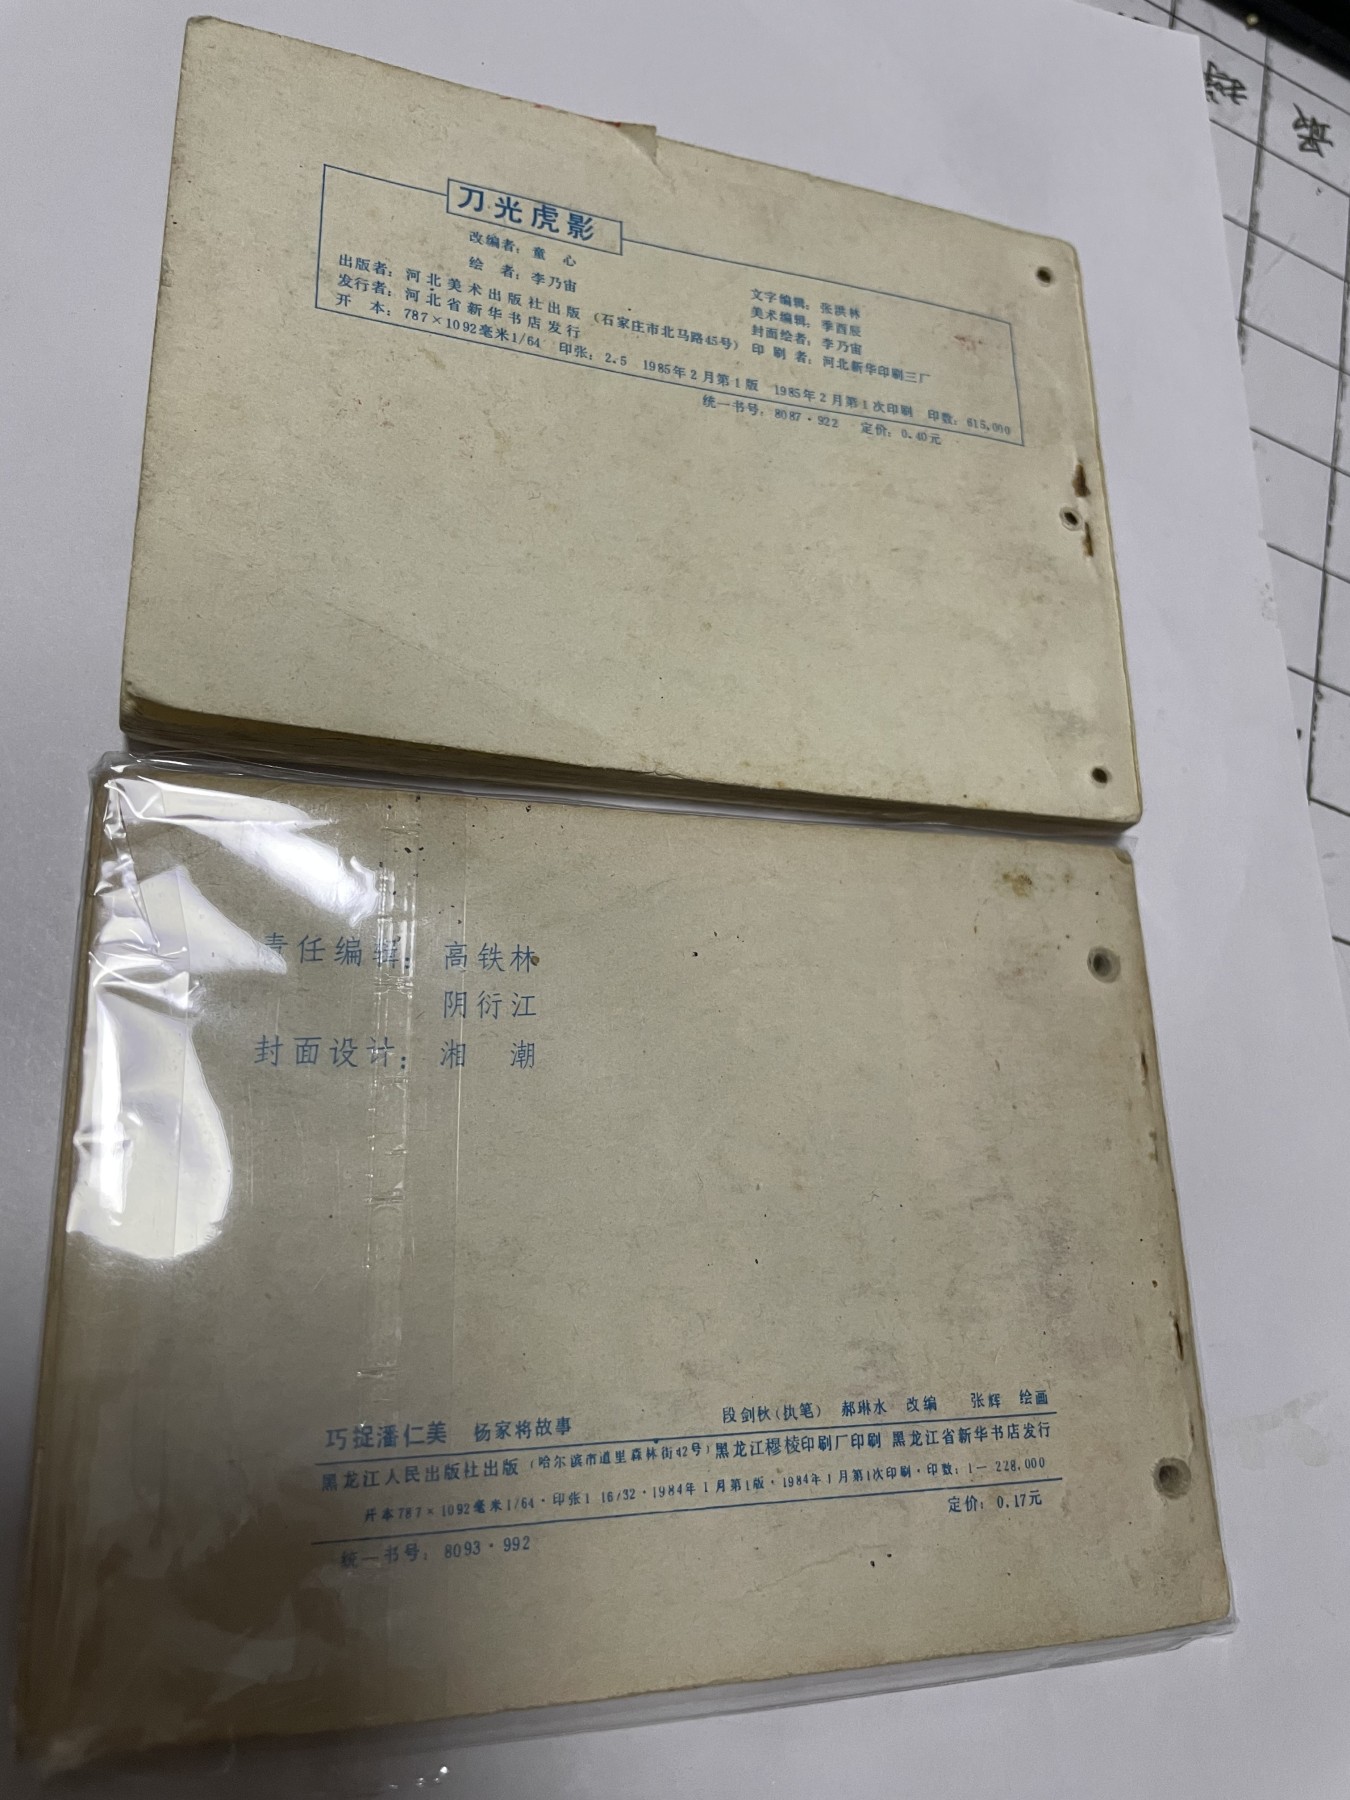 刀光虎影
改编者：童 心
绘 者：李乃宙
文字编辑：张洪林
美术编辑：季酉辰
封面绘者：李乃宙
出版者：河北美术出版社出版（石家庄市北马路45号）
印刷者：河北新华印刷三厂
发行者：河北省新华书店发行
开 本：787×1092毫米1/64 印张：2.5 1985年2月第1版 1985年2月第1次印刷 印数：615,000
统一书号：8087·922 定价：0.40元
责任编辑：高铁林
阴衍江
封面设计：湘 潮
巧捉潘仁美 杨家将故事 段剑秋(执笔) 郝琳水 改编 张辉 绘画
黑龙江人民出版社出版（哈尔滨市道里森林街42号）黑龙江穆棱印刷厂印刷 黑龙江省新华书店发行
开本787×1092毫米1/64·印张1 16/32·1984年1月第1版·1984年1月第1次印刷·印数：1—228,000
统一书号：8093·992 定价：0.17元